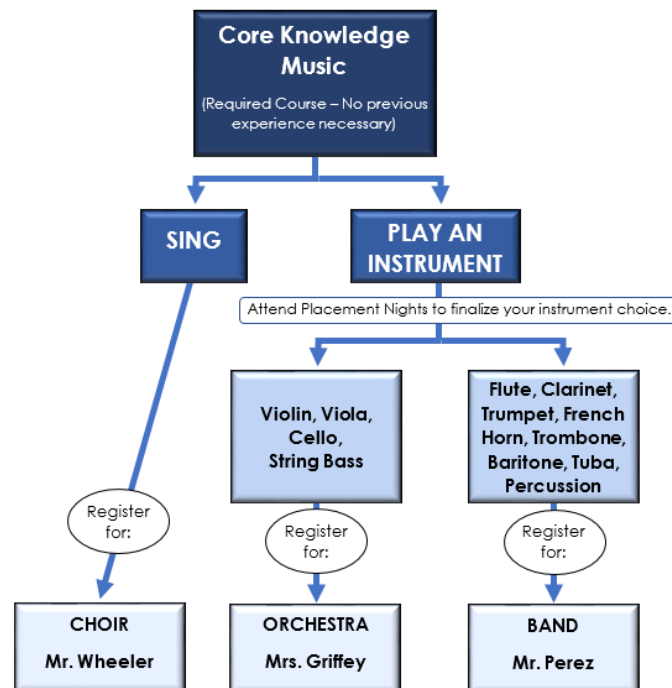 Core Knowledge
Music
(Required Course – No previous
experience necessary)
SING
PLAY AN
INSTRUMENT
Attend Placement Nights to finalize your instrument choice.
Violin, Viola,
Cello,
String Bass
Flute, Clarinet,
Trumpet, French
Horn, Trombone,
Baritone, Tuba,
Percussion
Register
for:
Register
for:
Register
for:
CHOIR
Mr. Wheeler
ORCHESTRA
Mrs. Griffey
BAND
Mr. Perez